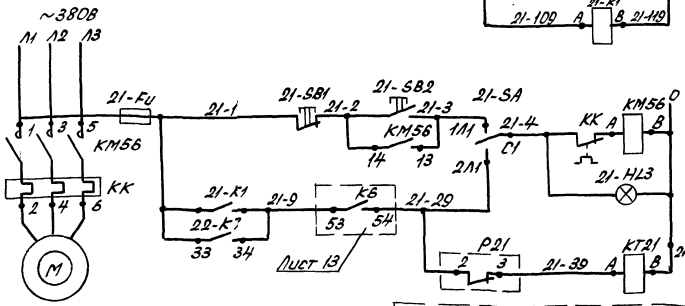 ~380В
Л1 Л2 Л3
21-К1
21-109 А В 21-119
21-Fu
21-1
21-SB1
21-2
21-SB2
21-3
21-SA
1Л1
21-4
С1
2Л1
КМ56
14 13
КК
А
КМ56
В
0
21-HL3
1 3 5
КМ56
КК
2 4 6
М
21-К1
21-9
22-К7
33 34
К6
53 54
21-29
Лист 13
Р21
2 3
21-39
А
КТ21
В